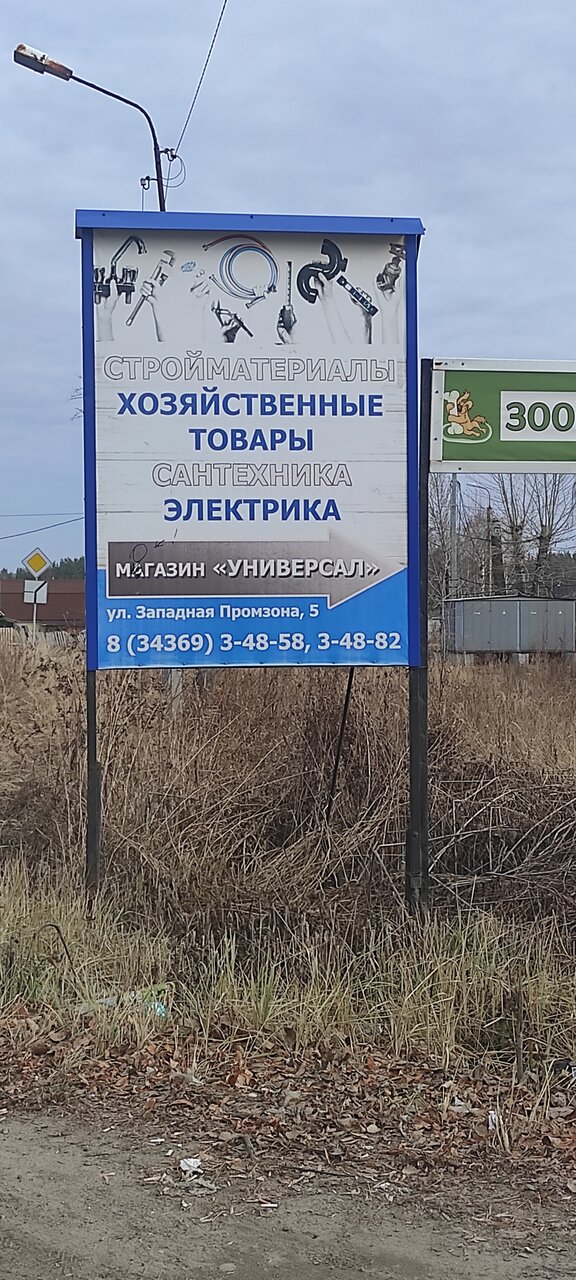 СТРОЙМАТЕРИАЛЫ
ХОЗЯЙСТВЕННЫЕ
ТОВАРЫ
САНТЕХНИКА
ЭЛЕКТРИКА
МАГАЗИН «УНИВЕРСАЛ»
ул. Западная Промзона, 5
8 (34369) 3-48-58, 3-48-82
ЗОО